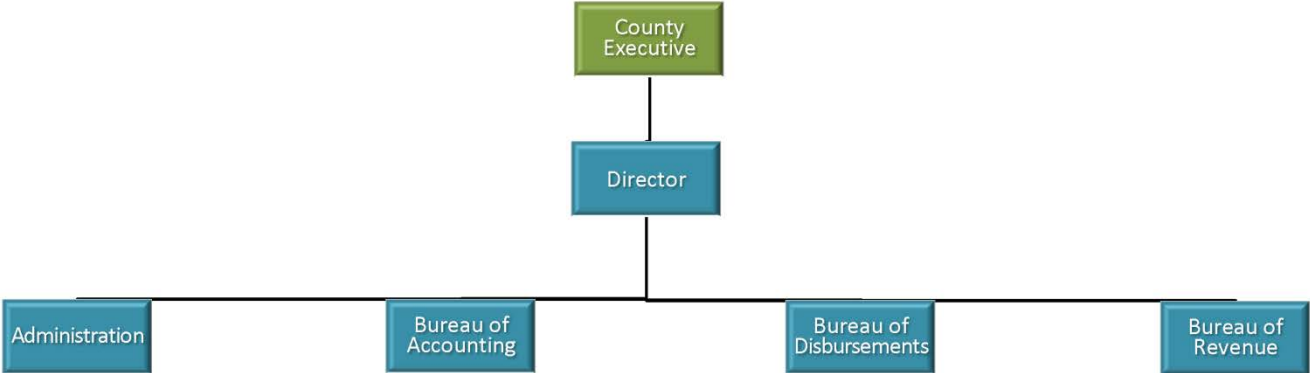 County
Executive
Director
Administration
Bureau of
Accounting
Bureau of
Disbursements
Bureau of
Revenue